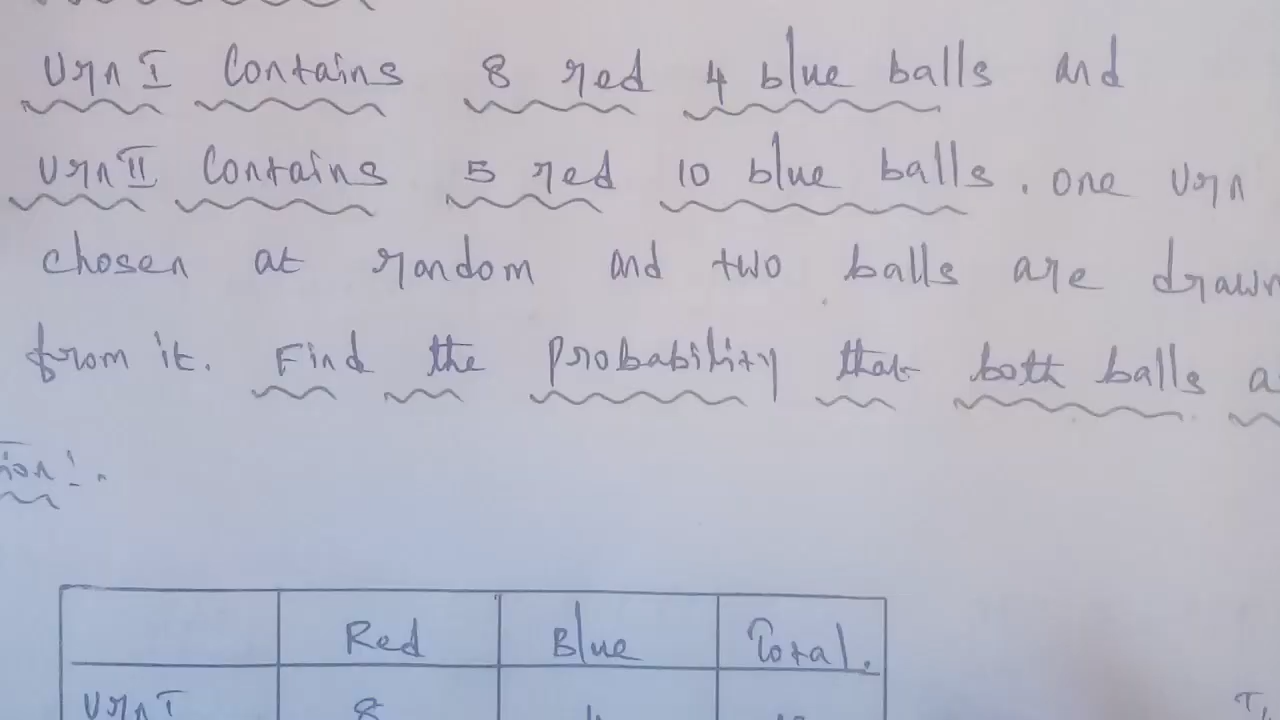 Urn I Contains 8 red 4 blue balls and
Urn II Contains 5 red 10 blue balls. one urn
chosen at random and two balls are drawn
from it. Find the probability that both balls
Red Blue Total.
Urn I 8 4